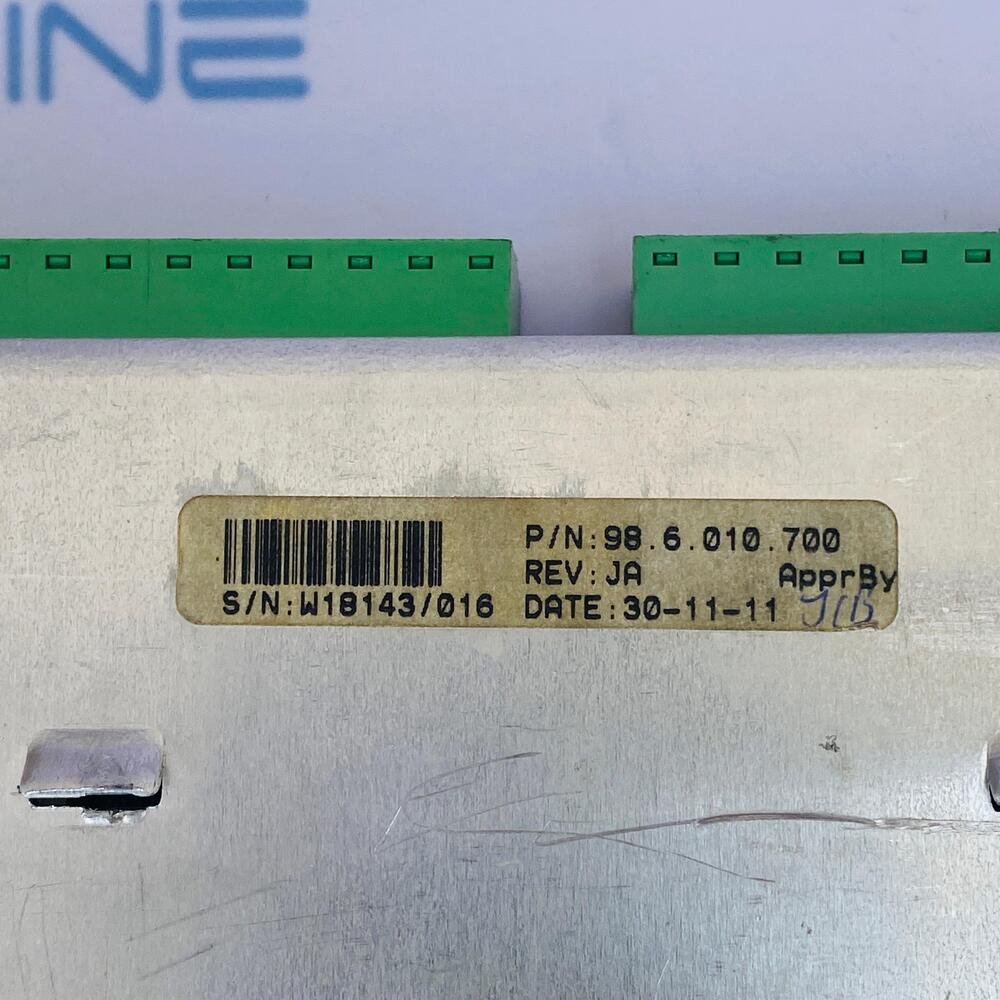 INE
P/N:98.6.010.700
REV:JA ApprBy
S/N:W18143/016 DATE:30-11-11